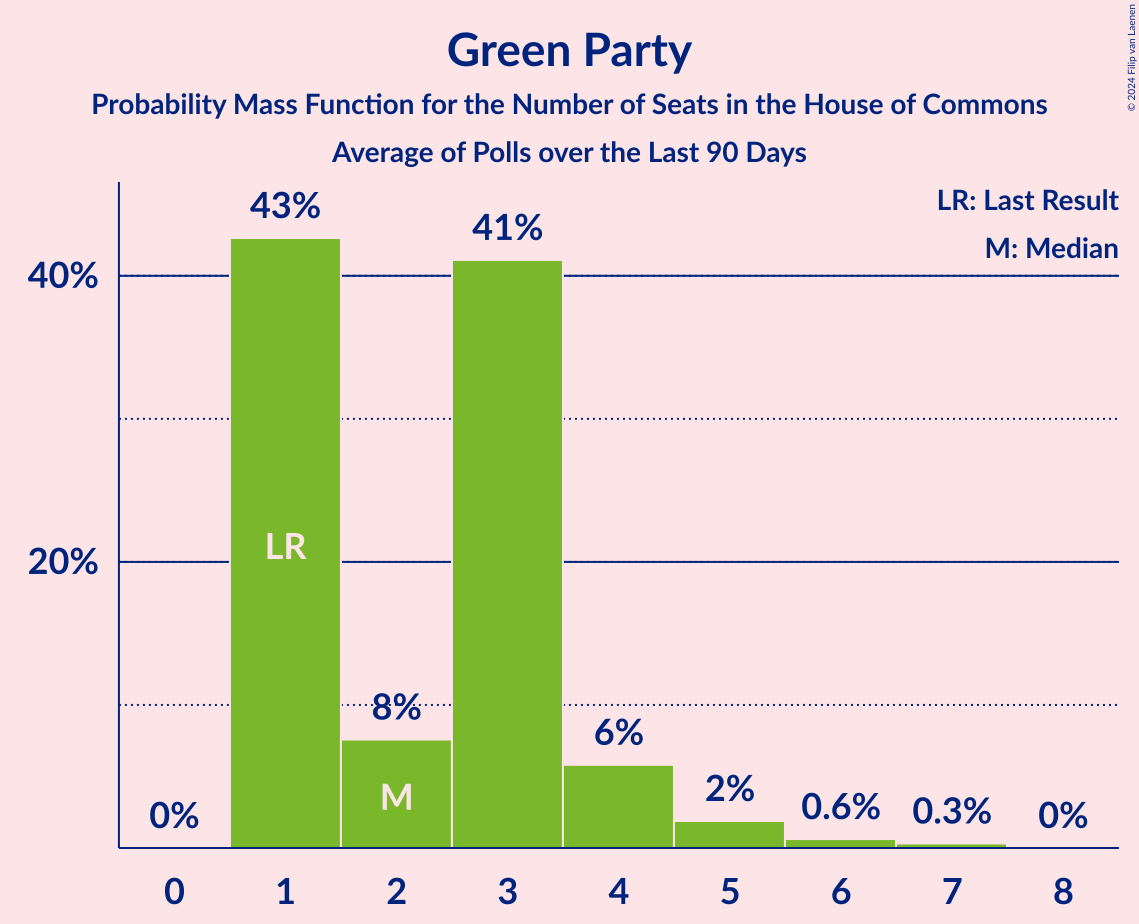 Green Party
Probability Mass Function for the Number of Seats in the House of Commons
Average of Polls over the Last 90 Days
© 2024 Filip van Laenen
LR: Last Result
M: Median
43%
41%
40%
20%
LR
8%
6%
M
2%
0.6%
0.3%
0%
0%
0 1 2 3 4 5 6 7 8